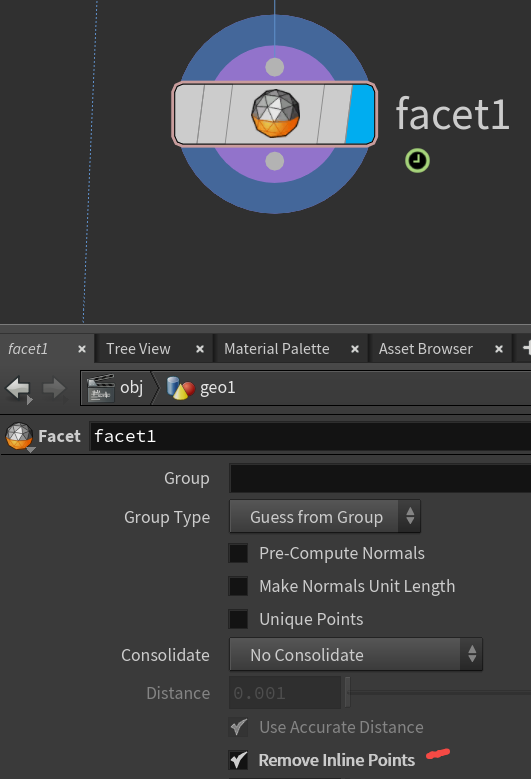 facet1
facet1 × Tree View × Material Palette × Asset Browser × +
obj geo1
Facet facet1
Group
Group Type Guess from Group
Pre-Compute Normals
Make Normals Unit Length
Unique Points
Consolidate No Consolidate
Distance 0.001
Use Accurate Distance
Remove Inline Points